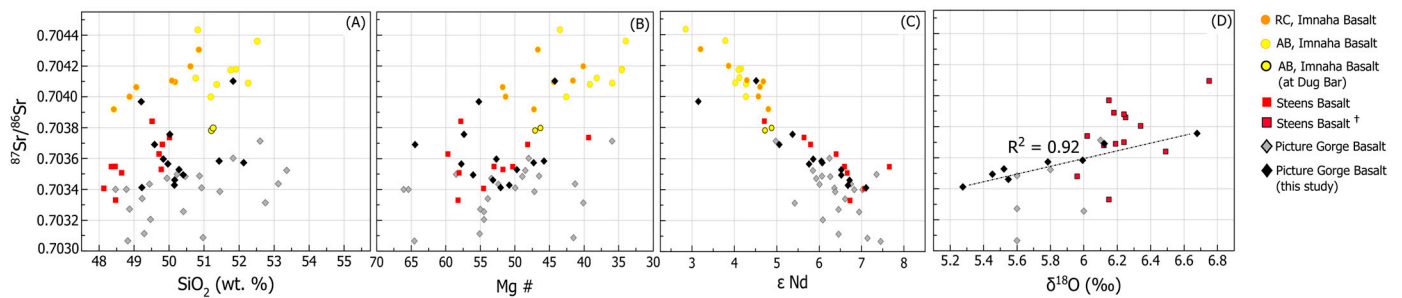 (A)
(B)
(C)
(D)
⁸⁷Sr/⁸⁶Sr
0.7044
0.7042
0.7040
0.7038
0.7036
0.7034
0.7032
0.7030
48 49 50 51 52 53 54 55
SiO₂ (wt. %)
70 65 60 55 50 45 40 35 30
Mg #
3 4 5 6 7 8
ε Nd
R² = 0.92
5.2 5.4 5.6 5.8 6.0 6.2 6.4 6.6 6.8
δ¹⁸O (‰)
RC, Imnaha Basalt
AB, Imnaha Basalt
AB, Imnaha Basalt
(at Dug Bar)
Steens Basalt
Steens Basalt †
Picture Gorge Basalt
Picture Gorge Basalt
(this study)